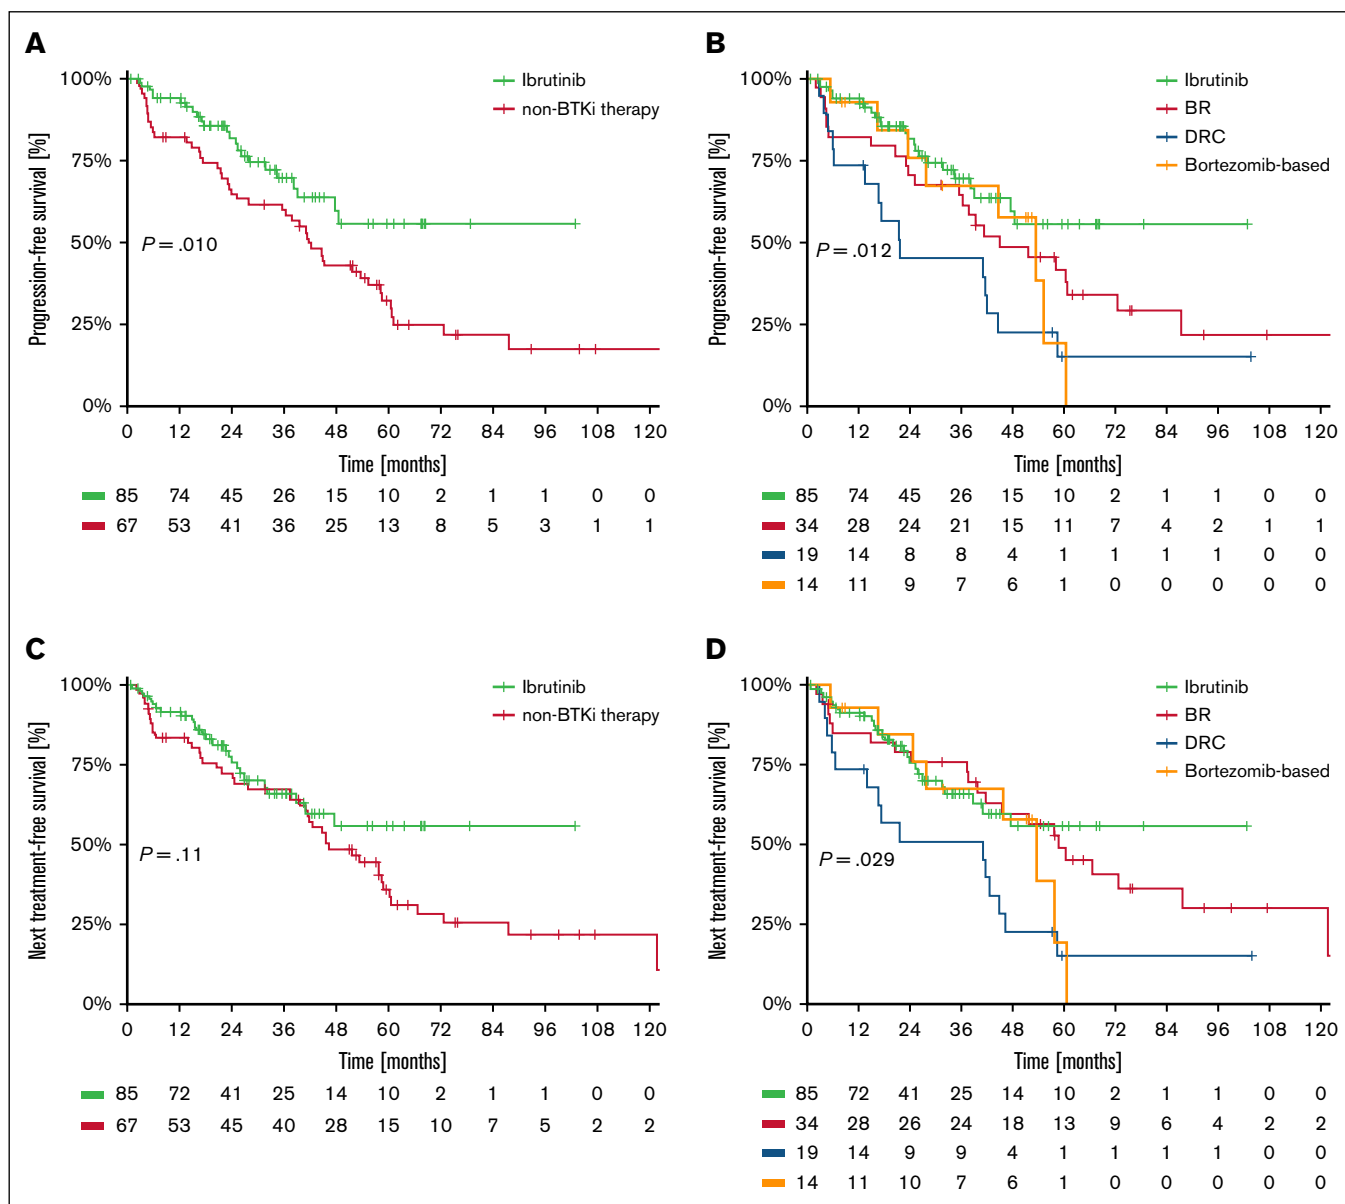 A
Progression-free survival [%]
100%
75%
50%
25%
0%
Ibrutinib
non-BTKi therapy
P = .010
0 12 24 36 48 60 72 84 96 108 120
Time [months]
85 74 45 26 15 10 2 1 1 0 0
67 53 41 36 25 13 8 5 3 1 1
B
Progression-free survival [%]
100%
75%
50%
25%
0%
Ibrutinib
BR
DRC
Bortezomib-based
P = .012
0 12 24 36 48 60 72 84 96 108 120
Time [months]
85 74 45 26 15 10 2 1 1 0 0
34 28 24 21 15 11 7 4 2 1 1
19 14 8 8 4 1 1 1 1 0 0
14 11 9 7 6 1 0 0 0 0 0
C
Next treatment-free survival [%]
100%
75%
50%
25%
0%
Ibrutinib
non-BTKi therapy
P = .11
0 12 24 36 48 60 72 84 96 108 120
Time [months]
85 72 41 25 14 10 2 1 1 0 0
67 53 45 40 28 15 10 7 5 2 2
D
Next treatment-free survival [%]
100%
75%
50%
25%
0%
Ibrutinib
BR
DRC
Bortezomib-based
P = .029
0 12 24 36 48 60 72 84 96 108 120
Time [months]
85 72 41 25 14 10 2 1 1 0 0
34 28 26 24 18 13 9 6 4 2 2
19 14 9 9 4 1 1 1 1 0 0
14 11 10 7 6 1 0 0 0 0 0